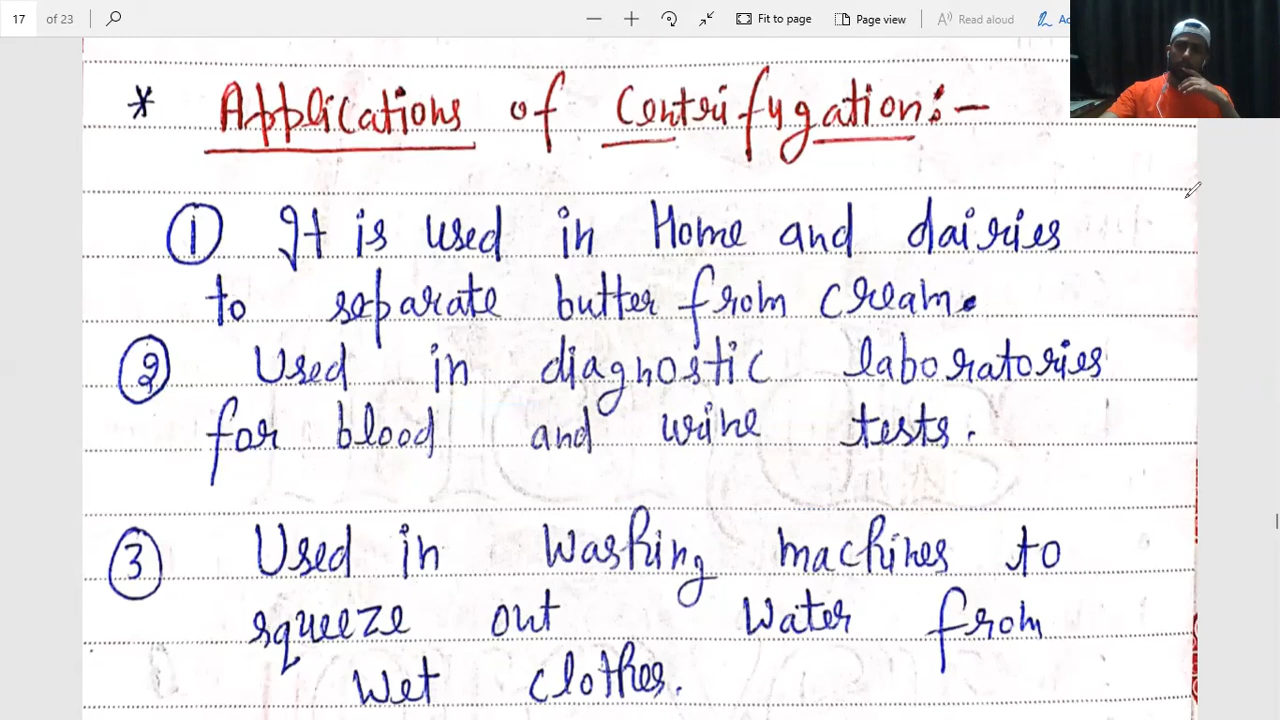 17 of 23 Fit to page Page view Read aloud
* Applications of Centrifugation:-
① It is used in Home and dairies
to separate butter from cream.
② Used in diagnostic laboratories
for blood and urine tests.
③ Used in Washing machines to
squeeze out Water from
Wet clothes.